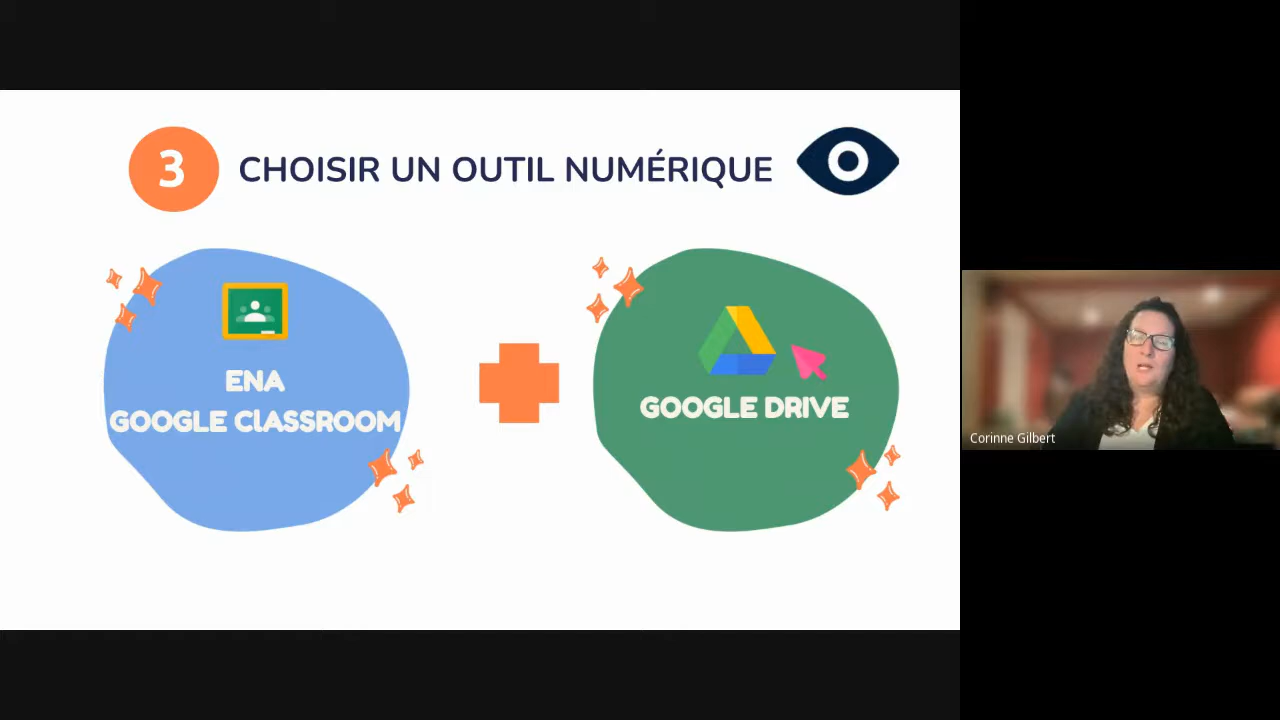 3
CHOISIR UN OUTIL NUMÉRIQUE
ENA
GOOGLE ClASSROOM
GOOGLE DRIVE
Corinne Gilbert